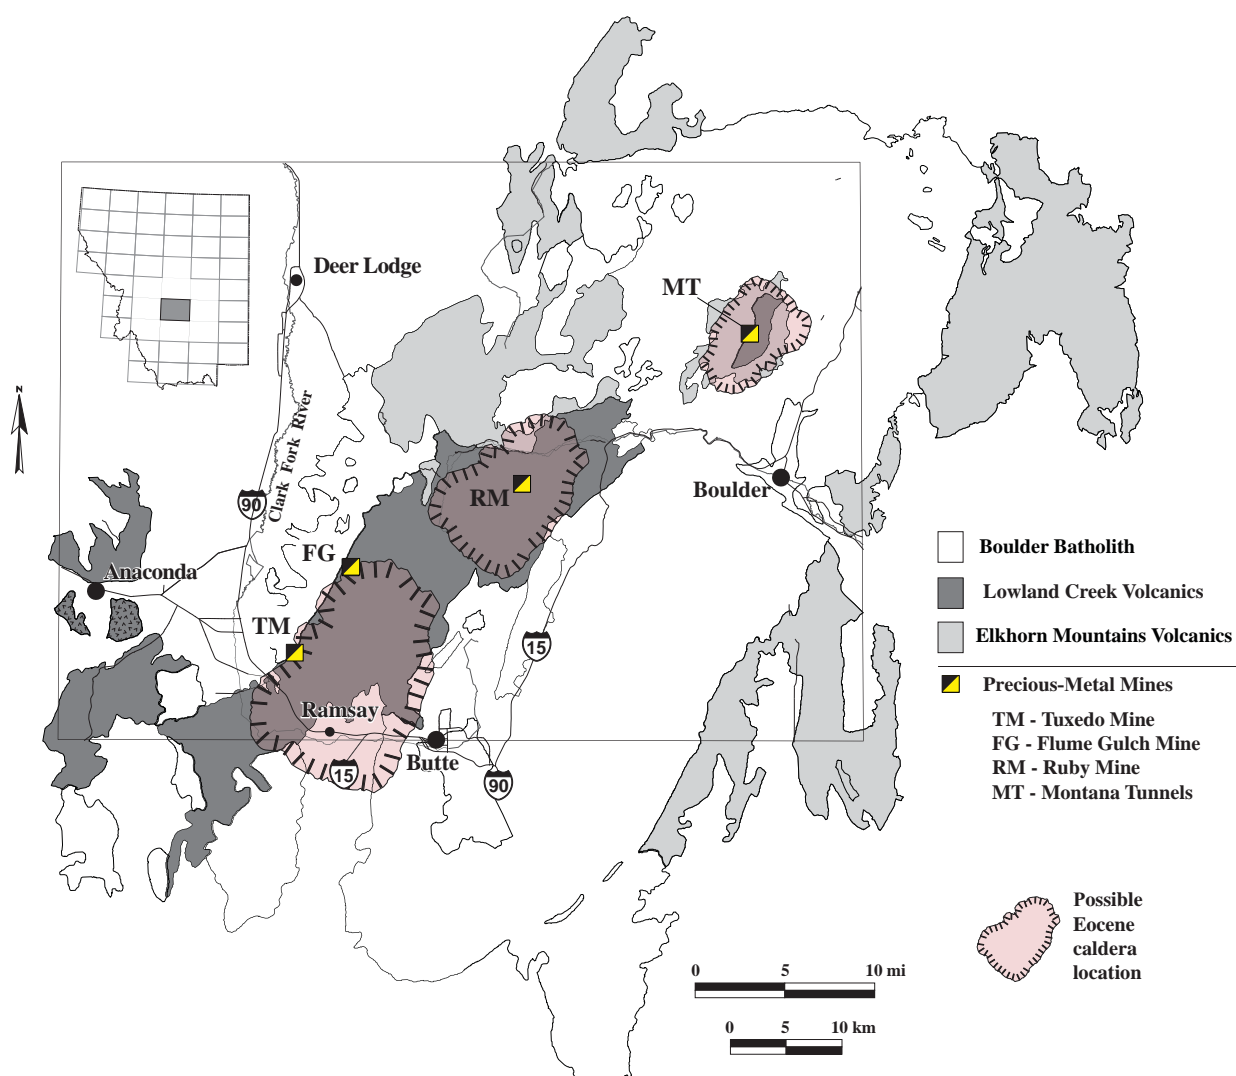 N
Deer Lodge
Clark Fork River
90
MT
RM
FG
TM
Anaconda
Boulder
15
Ramsay
Butte
15
90
Boulder Batholith
Lowland Creek Volcanics
Elkhorn Mountains Volcanics
Precious-Metal Mines
TM - Tuxedo Mine
FG - Flume Gulch Mine
RM - Ruby Mine
MT - Montana Tunnels
Possible
Eocene
caldera
location
0 5 10 mi
0 5 10 km